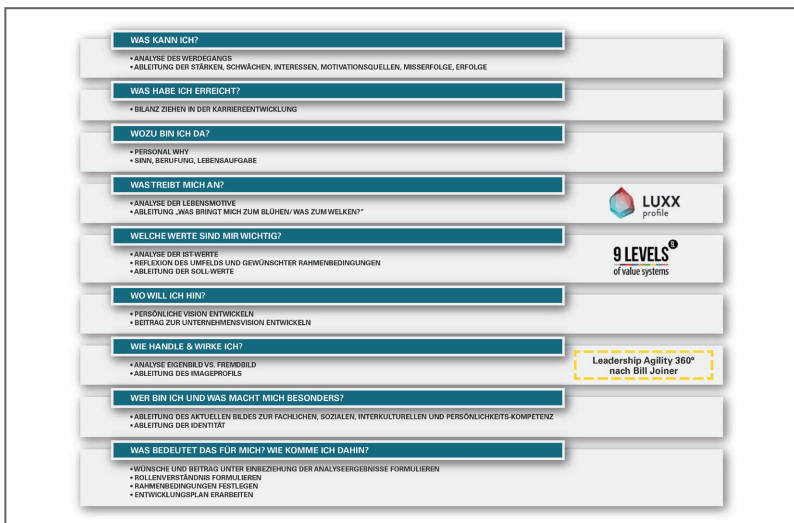 WAS KANN ICH?
• ANALYSE DES WERDEGANGS
• ABLEITUNG DER STÄRKEN, SCHWÄCHEN, INTERESSEN, MOTIVATIONSQUELLEN, MISSERFOLGE, ERFOLGE
WAS HABE ICH ERREICHT?
• BILANZ ZIEHEN IN DER KARRIEREENTWICKLUNG
WOZU BIN ICH DA?
• PERSONAL WHY
• SINN, BERUFUNG, LEBENSAUFGABE
WAS TREIBT MICH AN?
• ANALYSE DER LEBENSMOTIVE
• ABLEITUNG „WAS BRINGT MICH ZUM BLÜHEN/ WAS ZUM WELKEN?"
LUXX
profile
WELCHE WERTE SIND MIR WICHTIG?
• ANALYSE DER IST-WERTE
• REFLEXION DES UMFELDS UND GEWÜNSCHTER RAHMENBEDINGUNGEN
• ABLEITUNG DER SOLL-WERTE
9 LEVELS
of value systems
WO WILL ICH HIN?
• PERSÖNLICHE VISION ENTWICKELN
• BEITRAG ZUR UNTERNEHMENSVISION ENTWICKELN
WIE HANDLE & WIRKE ICH?
• ANALYSE EIGENBILD VS. FREMDBILD
• ABLEITUNG DES IMAGEPROFILS
Leadership Agility 360°
nach Bill Joiner
WER BIN ICH UND WAS MACHT MICH BESONDERS?
• ABLEITUNG DES AKTUELLEN BILDES ZUR FACHLICHEN, SOZIALEN, INTERKULTURELLEN UND PERSÖNLICHKEITS-KOMPETENZ
• ABLEITUNG DER IDENTITÄT
WAS BEDEUTET DAS FÜR MICH? WIE KOMME ICH DAHIN?
• WÜNSCHE UND BEITRAG UNTER EINBEZIEHUNG DER ANALYSEERGEBNISSE FORMULIEREN
• ROLLENVERSTÄNDNIS FORMULIEREN
• RAHMENBEDINGUNGEN FESTLEGEN
• ENTWICKLUNGSPLAN ERARBEITEN